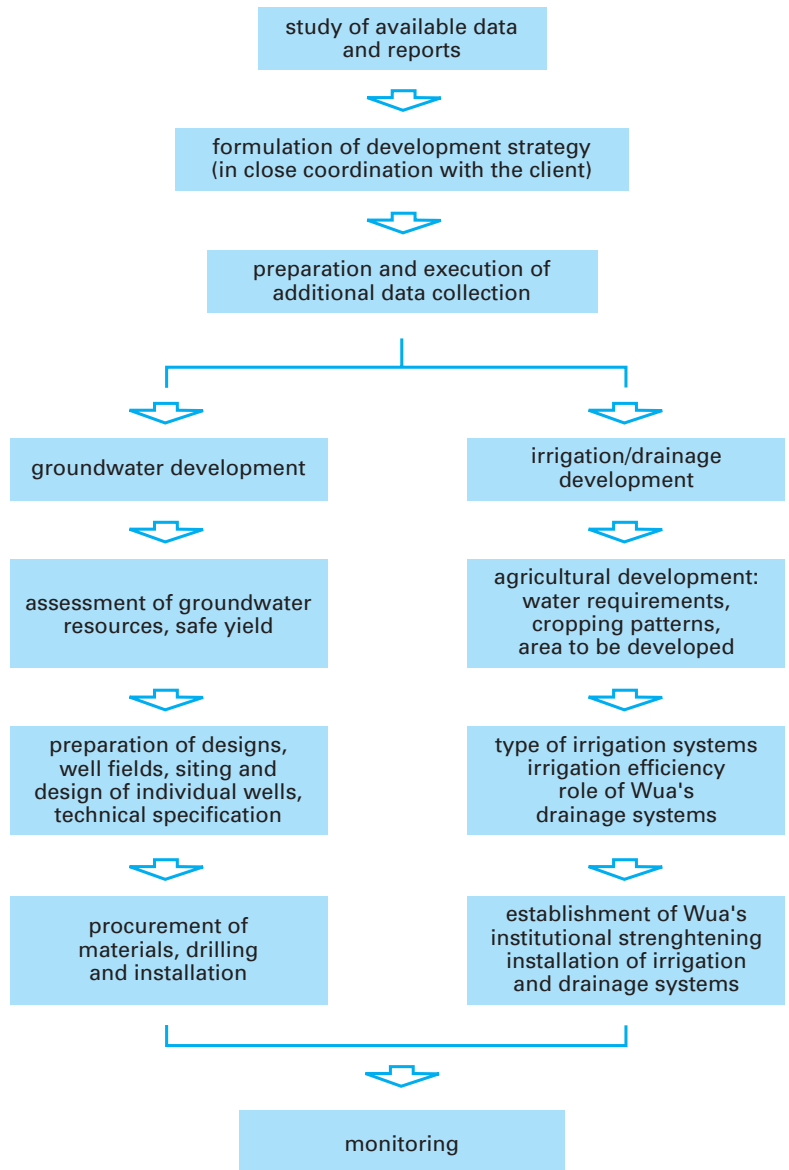 study of available data
and reports
formulation of development strategy
(in close coordination with the client)
preparation and execution of
additional data collection
groundwater development
assessment of groundwater
resources, safe yield
preparation of designs,
well fields, siting and
design of individual wells,
technical specification
procurement of
materials, drilling
and installation
irrigation/drainage
development
agricultural development:
water requirements,
cropping patterns,
area to be developed
type of irrigation systems
irrigation efficiency
role of Wua's
drainage systems
establishment of Wua's
institutional strenghtening
installation of irrigation
and drainage systems
monitoring